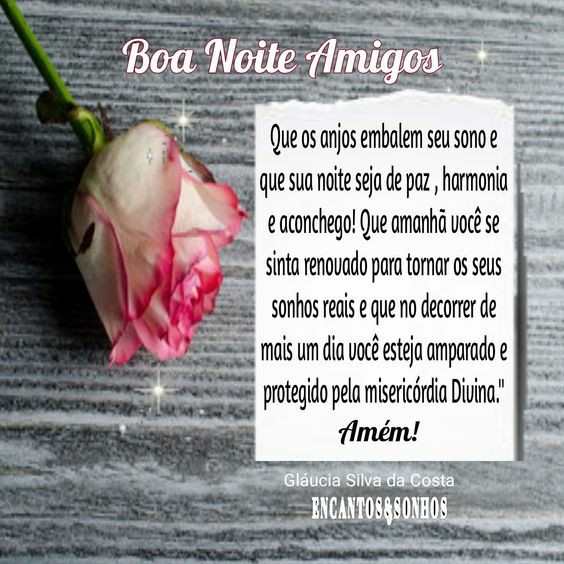 Boa Noite Amigos
Que os anjos embalem seu sono e
que sua noite seja de paz , harmonia
e aconchego! Que amanhã você se
sinta renovado para tornar os seus
sonhos reais e que no decorrer de
mais um dia você esteja amparado e
protegido pela misericórdia Divina."
Amém!
Gláucia Silva da Costa
ENCANTOS&SONHOS